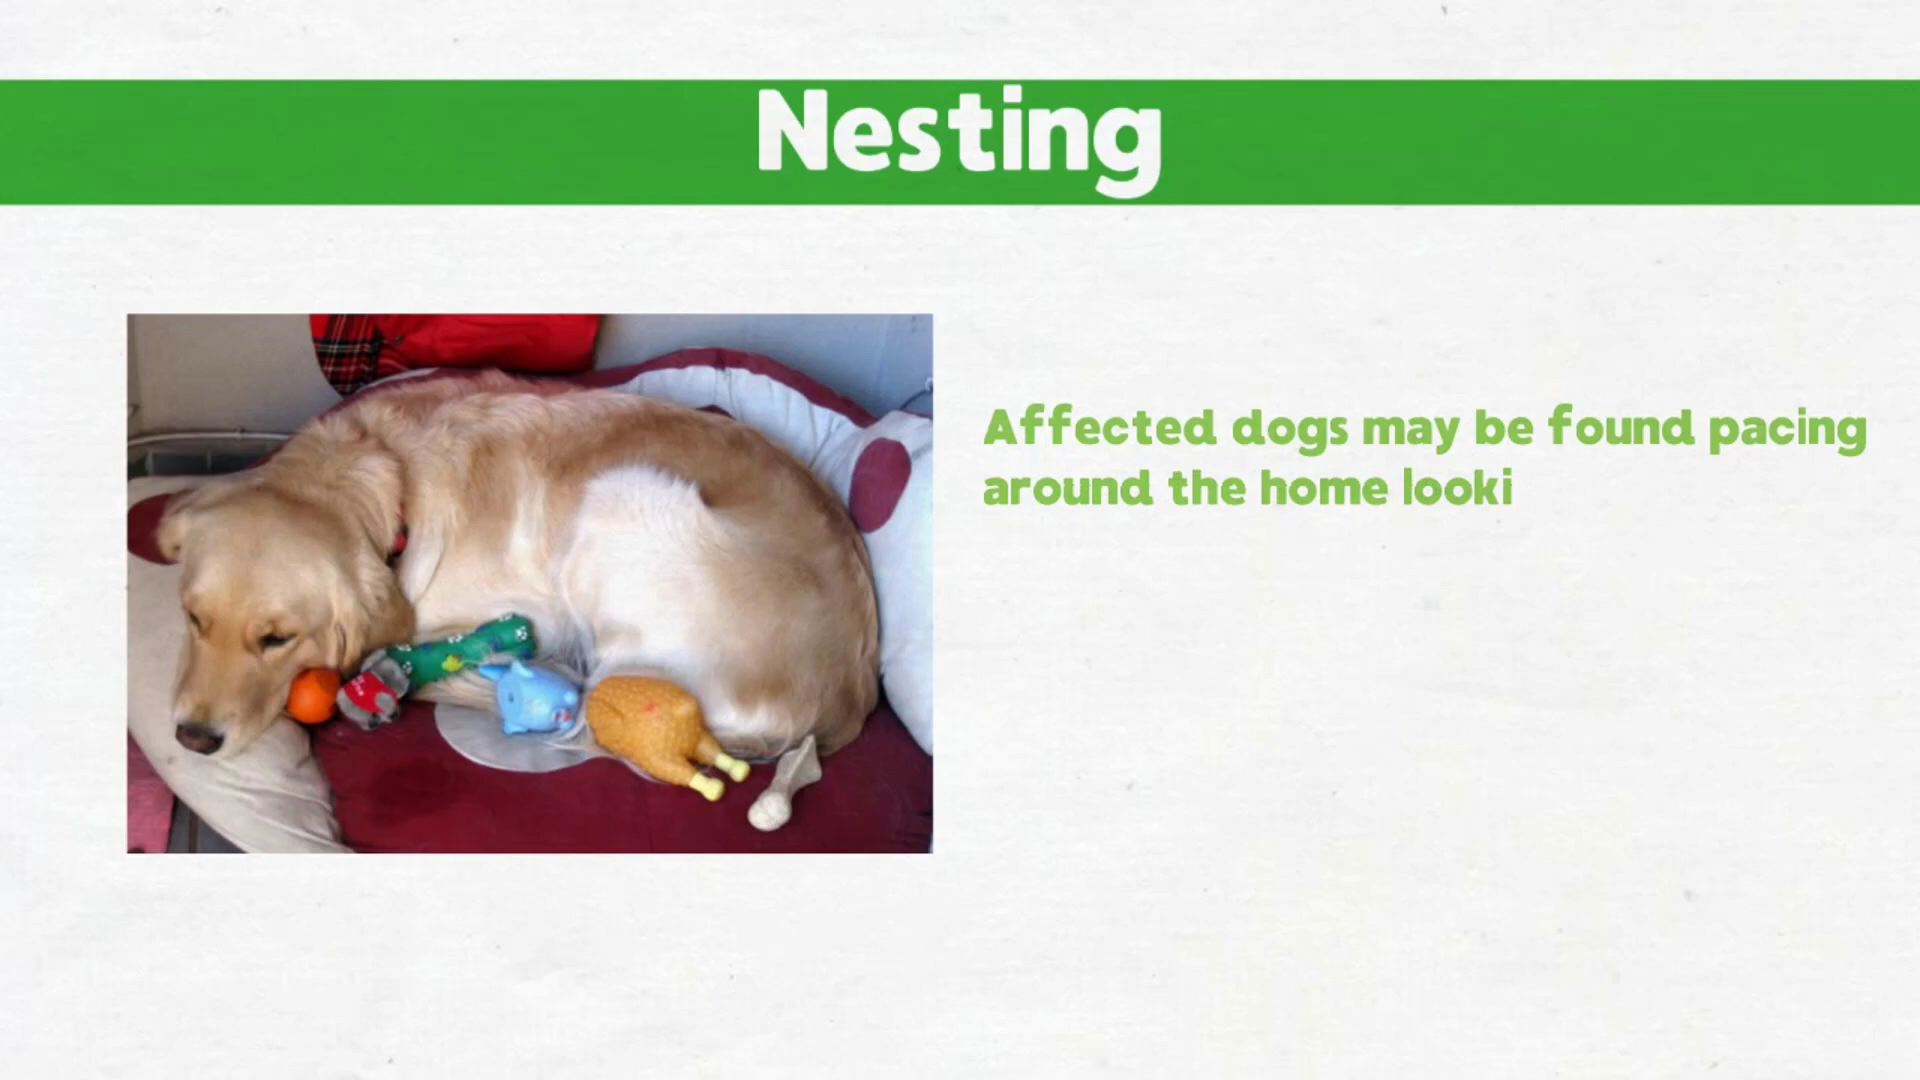 Nesting
Affected dogs may be found pacing
around the home looki